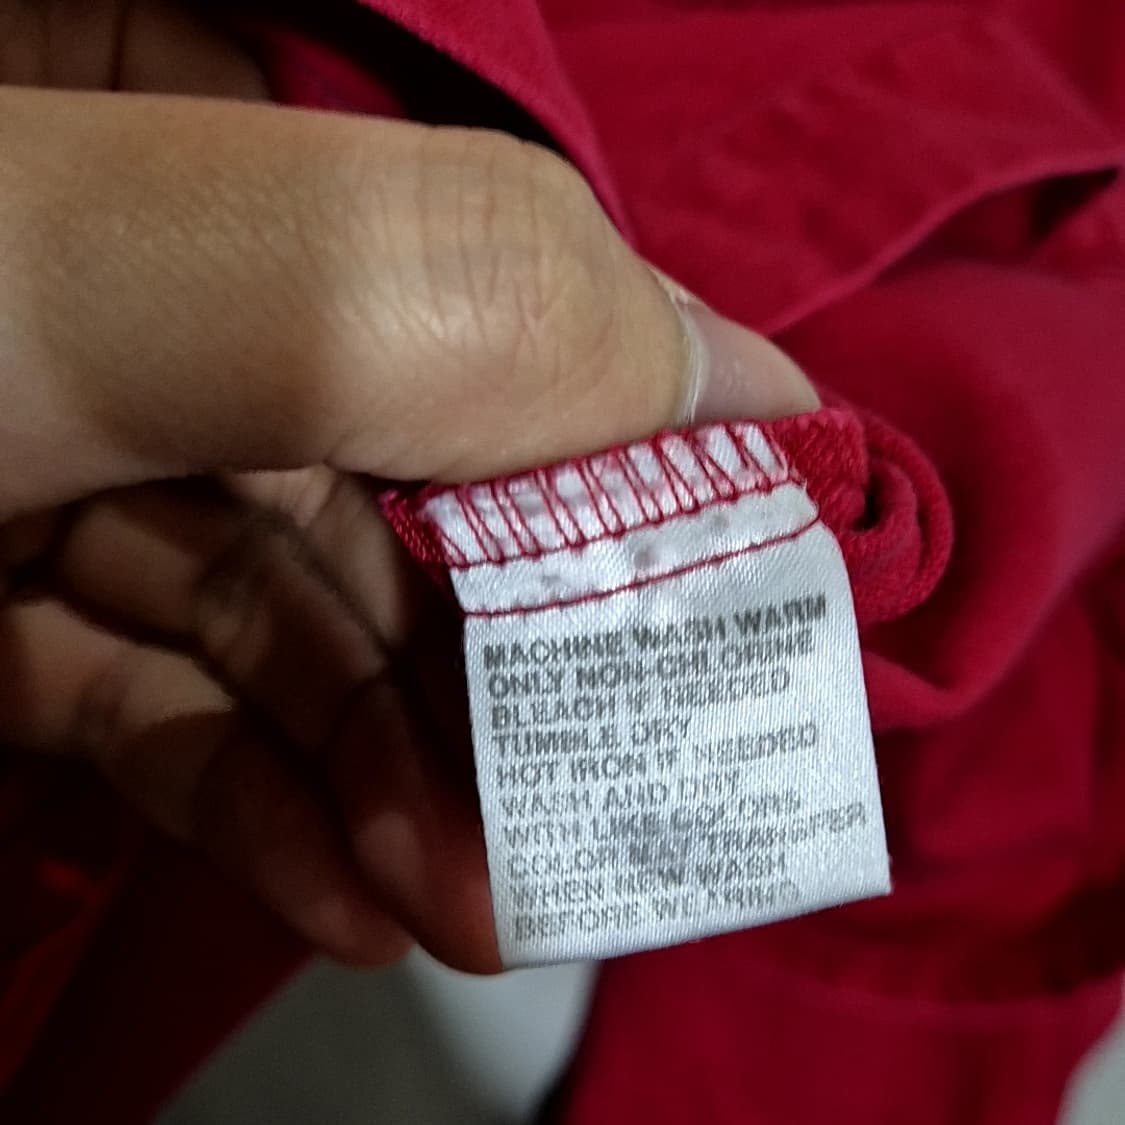 MACHINE WASH WARM
ONLY NON-CHLORINE
BLEACH IF NEEDED
TUMBLE DRY
HOT IRON IF NEEDED
WASH AND DRY
WITH LIKE COLORS
COLOR MAY TRANSFER
WHEN NEW WASH
BEFORE WEARING